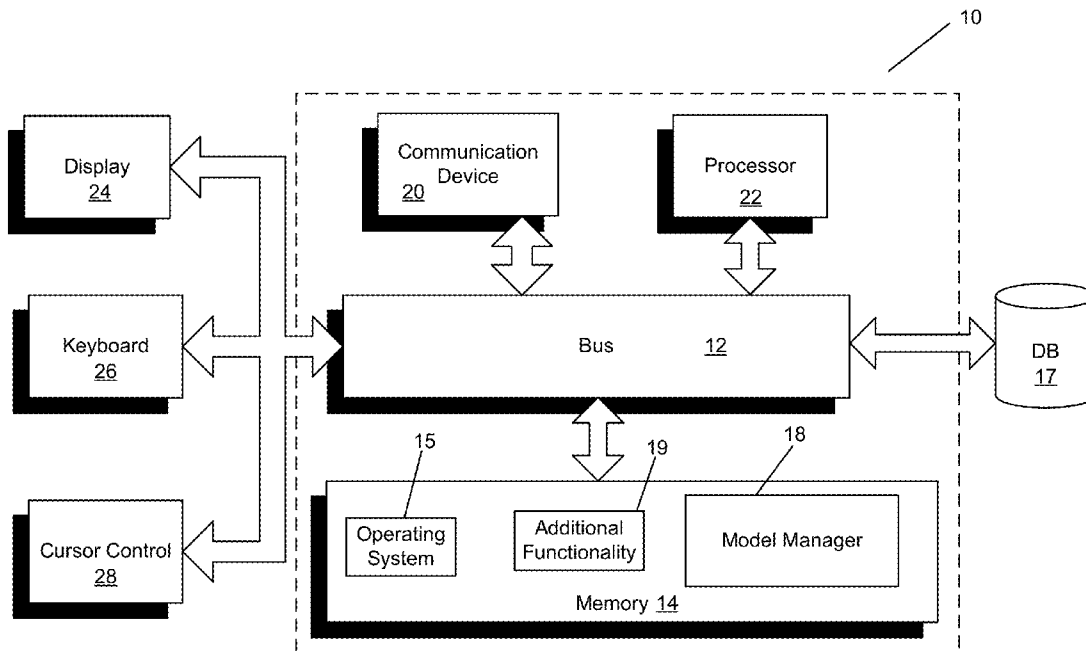 10
Display
24
Communication
Device
20
Processor
22
Keyboard
26
Bus 12
DB
17
15
19
18
Cursor Control
28
Operating
System
Additional
Functionality
Model Manager
Memory 14